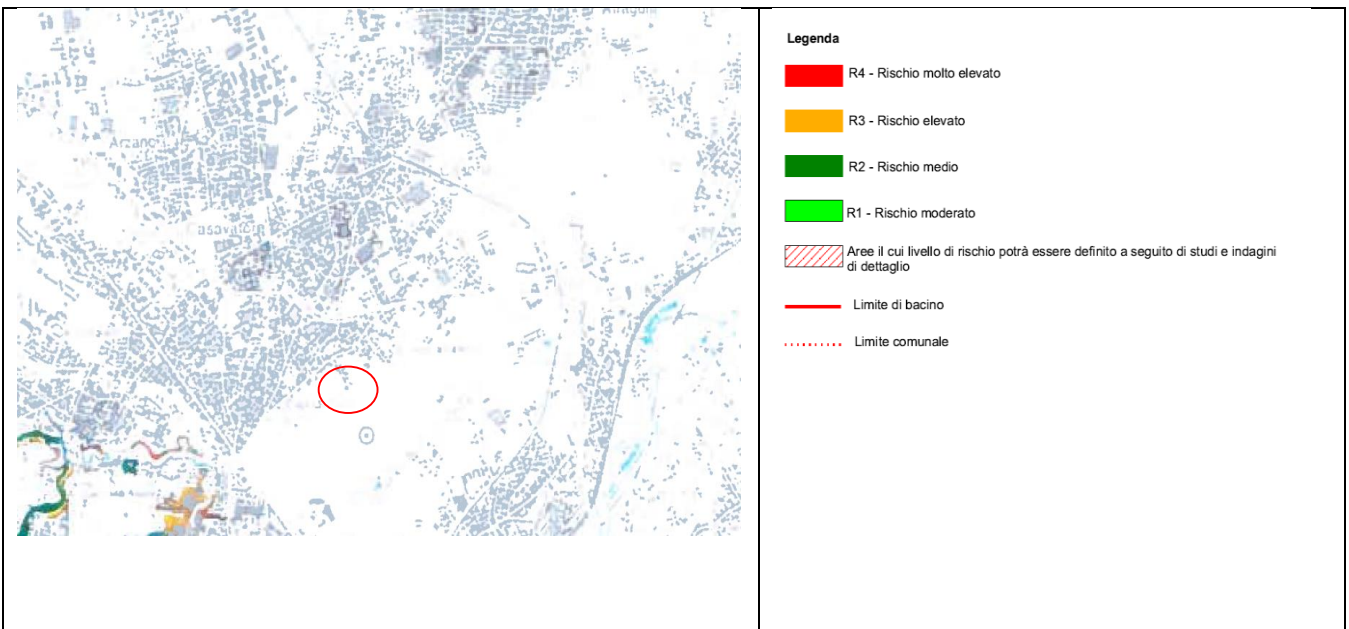 Arzano
Casavatore
Legenda
R4 - Rischio molto elevato
R3 - Rischio elevato
R2 - Rischio medio
R1 - Rischio moderato
Aree il cui livello di rischio potrà essere definito a seguito di studi e indagini
di dettaglio
Limite di bacino
Limite comunale